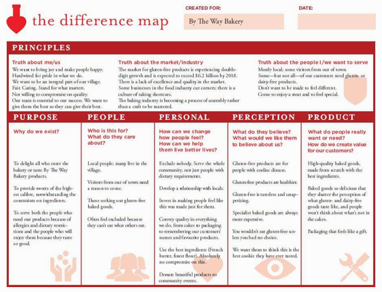 the difference map
CREATED FOR:
By The Way Bakery
DATE:
PRINCIPLES
Truth about me/us
We want to bring joy and make people happy.
Hardwired for pride in what we do.
We want to be an integral part of our village.
Fair. Caring. Stand for what matters.
Not willing to compromise on quality.
Our team is essential to our success. We want to
give them the best so they can give their best.
Truth about the market/industry
The market for gluten-free products is experiencing double-
digit growth and is expected to exceed $6.2 billion by 2018.
There is a lack of excellence and quality in the market.
Some businesses in the food industry cut corners; there is a
culture of taking shortcuts.
The baking industry is becoming a process of assembly rather
than a craft to be mastered.
Truth about the people I/we want to serve
Mostly local; some visitors from out of town.
Some—but not all—of our customers need gluten- or
dairy-free products.
Don't want to be made to feel different.
Come to enjoy a treat and to feel special.
PURPOSE
Why do we exist?
To delight all who enter the
bakery or taste By The Way
Bakery products.
To provide means of the high-
est caliber, notwithstanding the
constraints on ingredients.
To serve both the people who
need our products because of
allergies and dietary restric-
tions and the people who will
enjoy them because they taste
so good.
PEOPLE
Who is this for?
What do they care
about?
Local people; many live in the
village.
Visitors from out of town need
a reason to come.
Those seeking out gluten-free
baked goods.
Often feel excluded because
they can't eat what others eat.
PERSONAL
How can we change
how people feel?
How can we help
them live better lives?
Exclude nobody. Serve the whole
community, not just people with
dietary requirements.
Develop a relationship with locals.
Invest in making people feel like
this was made just for them.
Convey quality in everything
we do, from cakes to packaging
to remembering our customers'
names and favorite products.
Use the best ingredients (French
butter, finest flour). Absolutely
no compromise on this.
Donate beautiful products to
community events.
PERCEPTION
What do they believe?
What would we like them
to believe about us?
Gluten-free products are for
people with coeliac disease.
Gluten-free products are healthier.
Gluten-free is tasteless and unap-
petizing.
Specialist baked goods are always
more expensive.
You wouldn't eat gluten-free un-
less you had no choice.
We want them to think this is the
best cookie they have ever tasted.
PRODUCT
What do people really
want or need?
How do we create value
for our customers?
High-quality baked goods,
made from scratch with the
best ingredients.
Baked goods so delicious that
they shatter the perception of
what gluten- and dairy-free
goods taste like, and people
won't think about what's not in
the cakes.
Packaging that feels like a gift.